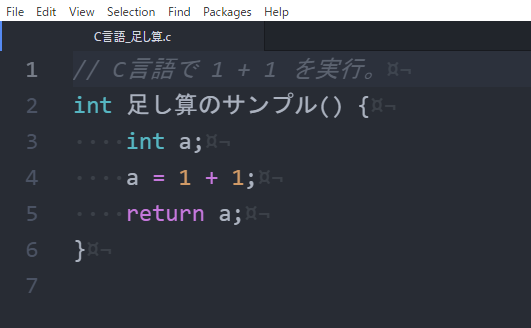 File Edit View Selection Find Packages Help
C言語_足し算.c
1 // C言語で 1 + 1 を実行。¤¬
2 int 足し算のサンプル() {¤¬
3 ····int a;¤¬
4 ····a = 1 + 1;¤¬
5 ····return a;¤¬
6 }¤¬
7